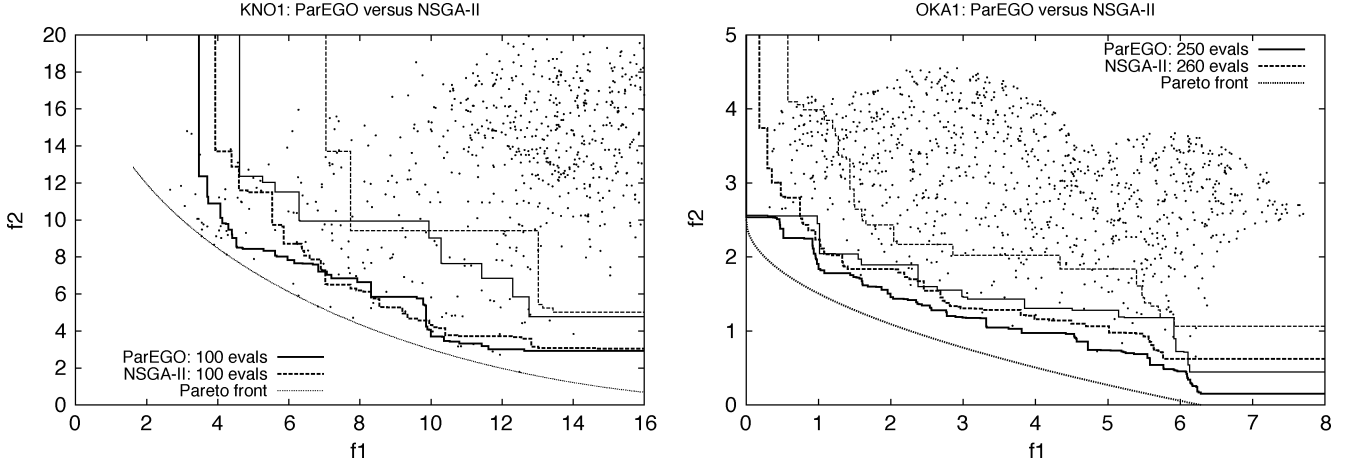 KNO1: ParEGO versus NSGA-II
20
18
16
14
12
10
8
6
4
2
0
f2
ParEGO: 100 evals
NSGA-II: 100 evals
Pareto front
0 2 4 6 8 10 12 14 16
f1
OKA1: ParEGO versus NSGA-II
5
4
3
2
1
0
f2
ParEGO: 250 evals
NSGA-II: 260 evals
Pareto front
0 1 2 3 4 5 6 7 8
f1